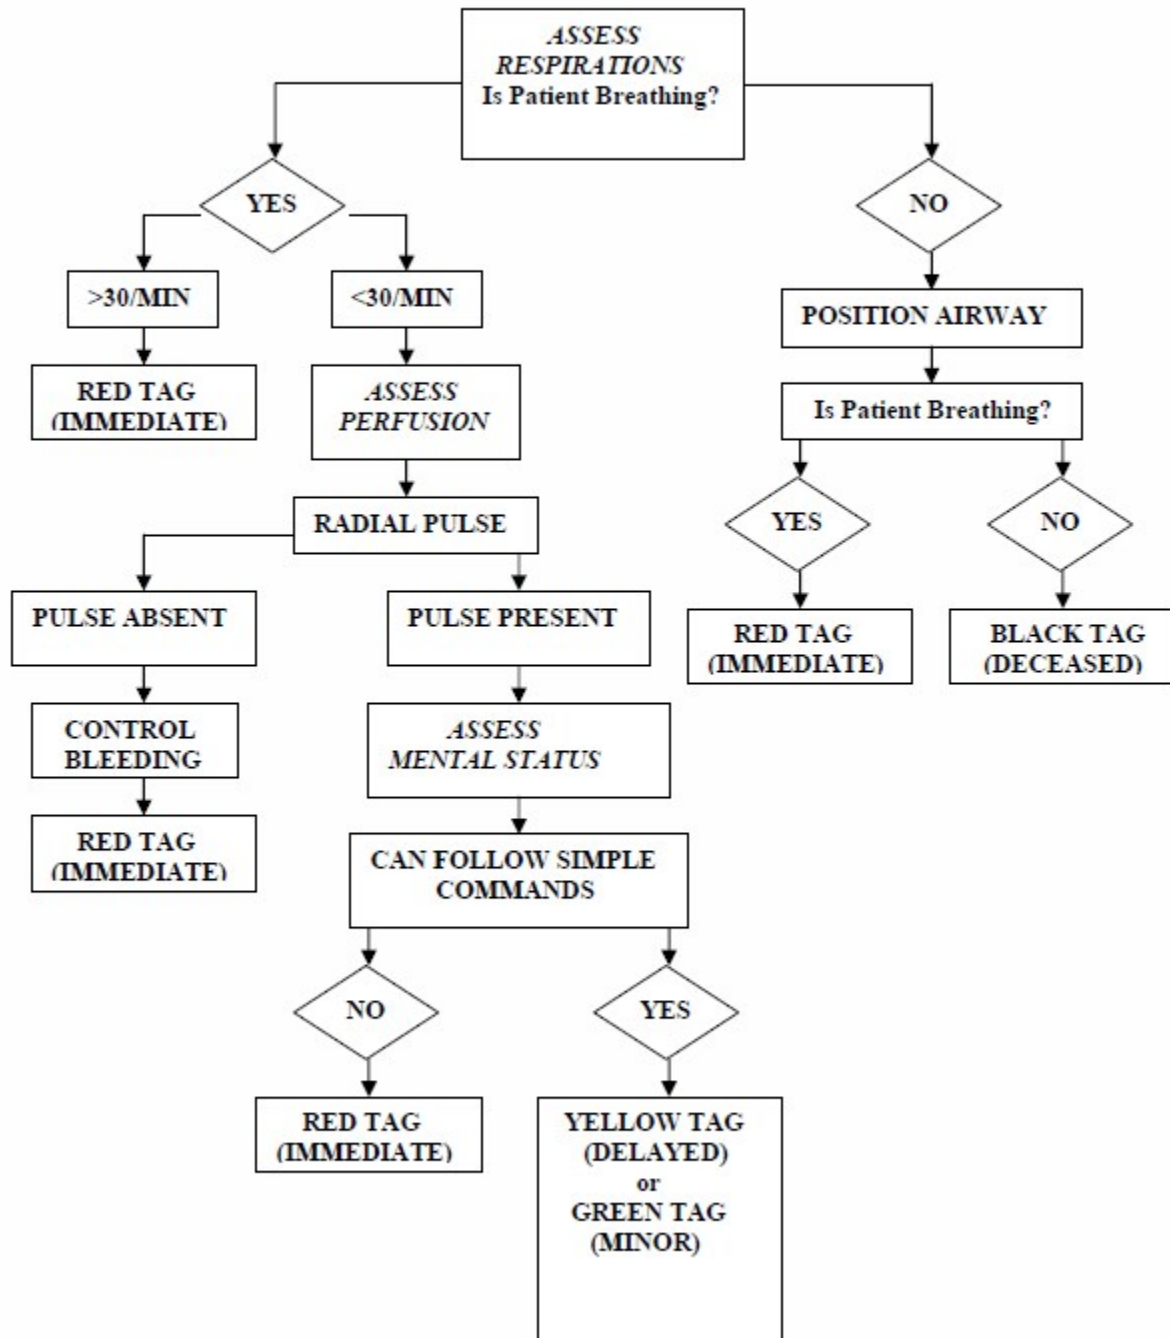 ASSESS
RESPIRATIONS
Is Patient Breathing?
YES
NO
>30/MIN
<30/MIN
POSITION AIRWAY
RED TAG
(IMMEDIATE)
ASSESS
PERFUSION
Is Patient Breathing?
RADIAL PULSE
YES
NO
PULSE ABSENT
PULSE PRESENT
RED TAG
(IMMEDIATE)
BLACK TAG
(DECEASED)
CONTROL
BLEEDING
ASSESS
MENTAL STATUS
RED TAG
(IMMEDIATE)
CAN FOLLOW SIMPLE
COMMANDS
NO
YES
RED TAG
(IMMEDIATE)
YELLOW TAG
(DELAYED)
or
GREEN TAG
(MINOR)